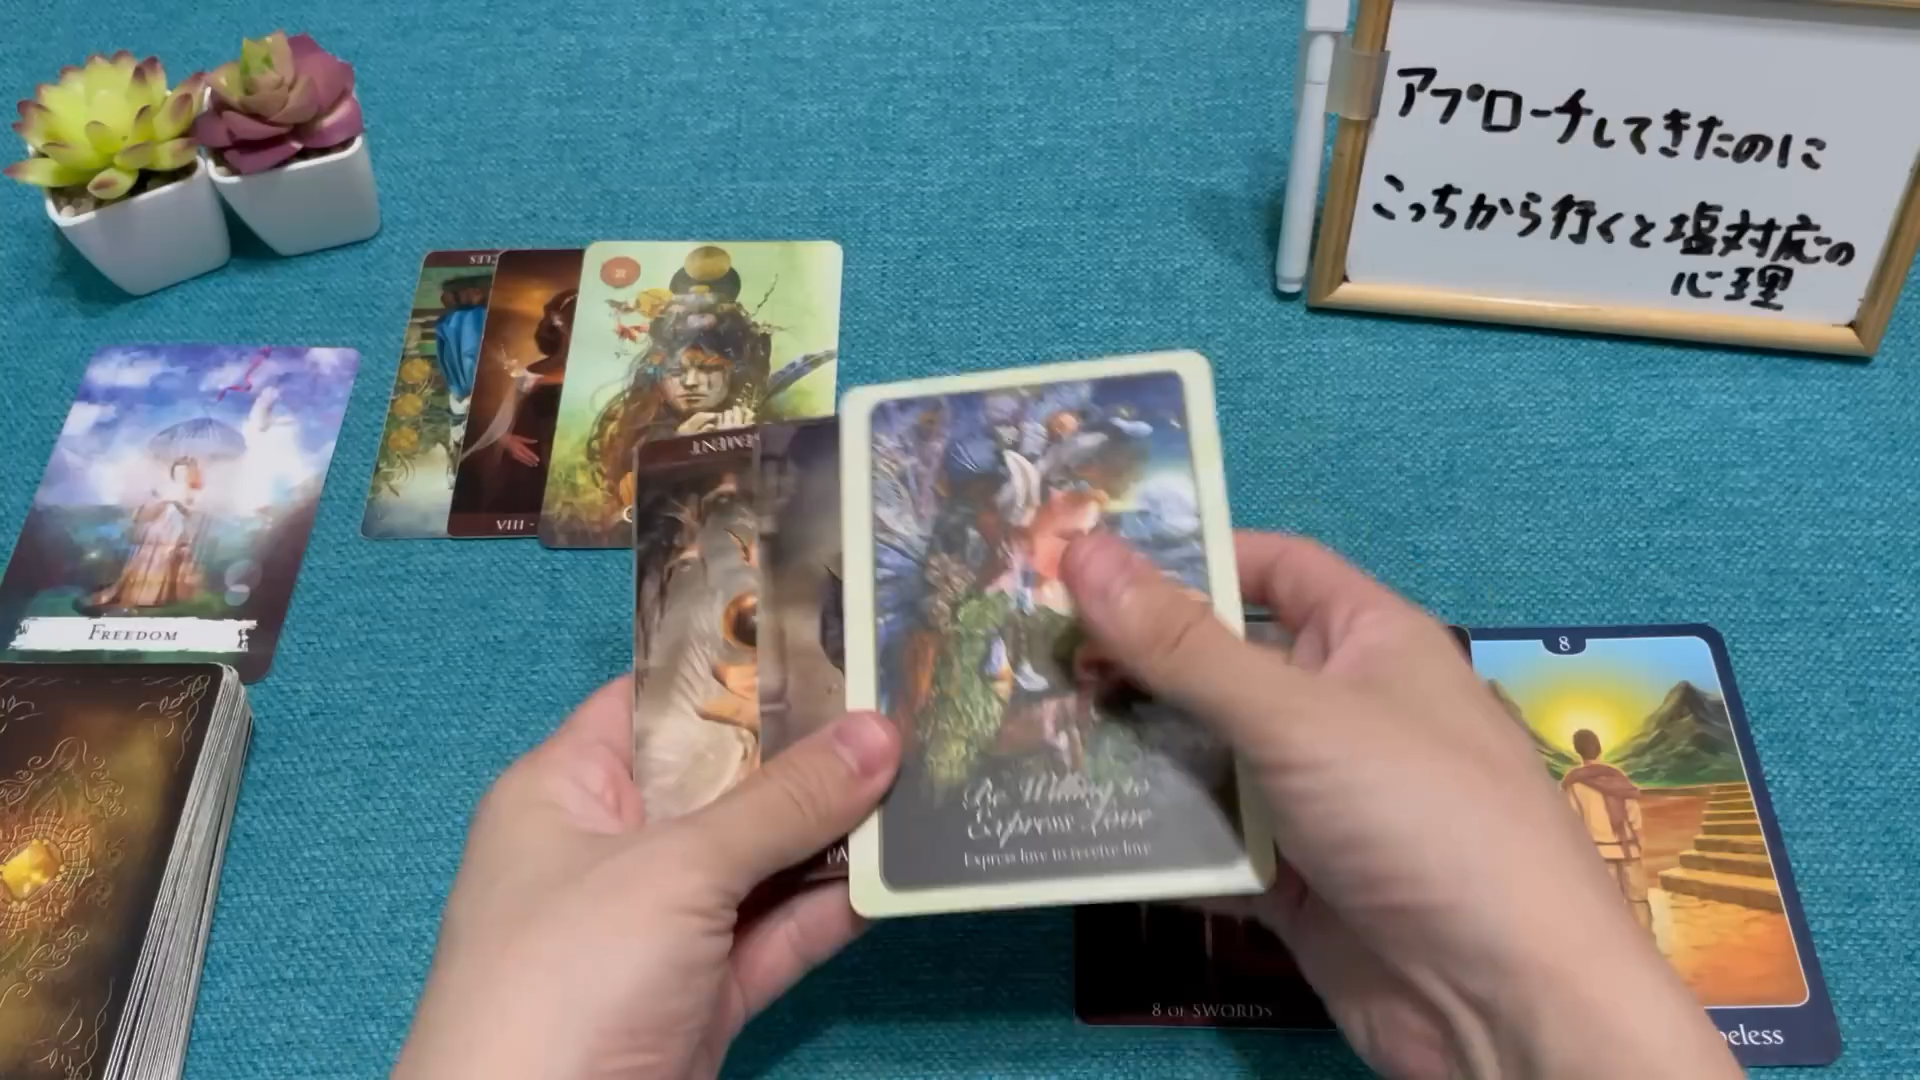 アプローチしてきたのに
こっちから行くと塩対応の
心理
FREEDOM
VIII -
Be Willing to
Express Love
Express love to receive love
PA
8 OF SWORDS
8
eless